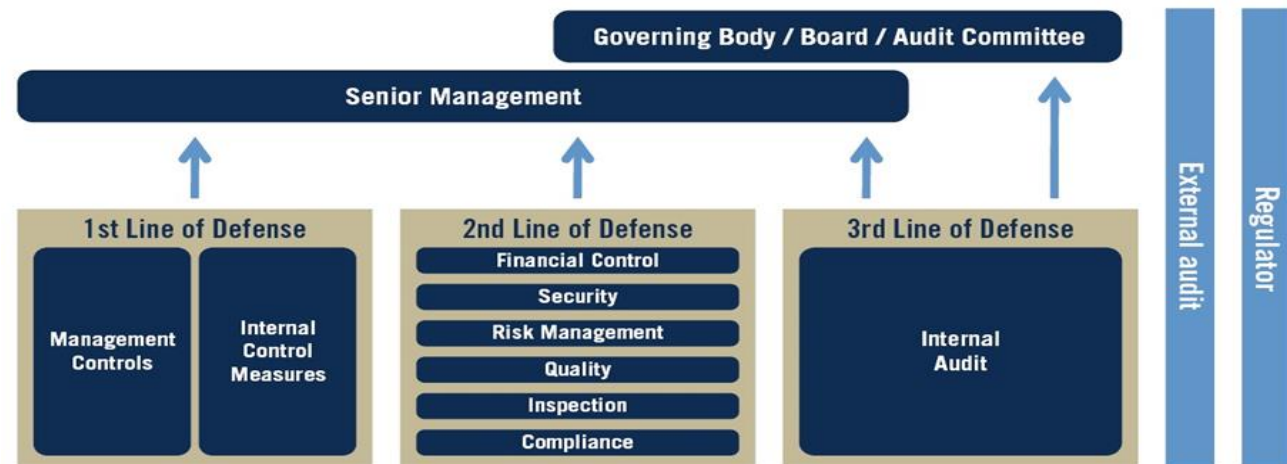 Governing Body / Board / Audit Committee
Senior Management
1st Line of Defense
Management
Controls
Internal
Control
Measures
2nd Line of Defense
Financial Control
Security
Risk Management
Quality
Inspection
Compliance
3rd Line of Defense
Internal
Audit
External audit
Regulator